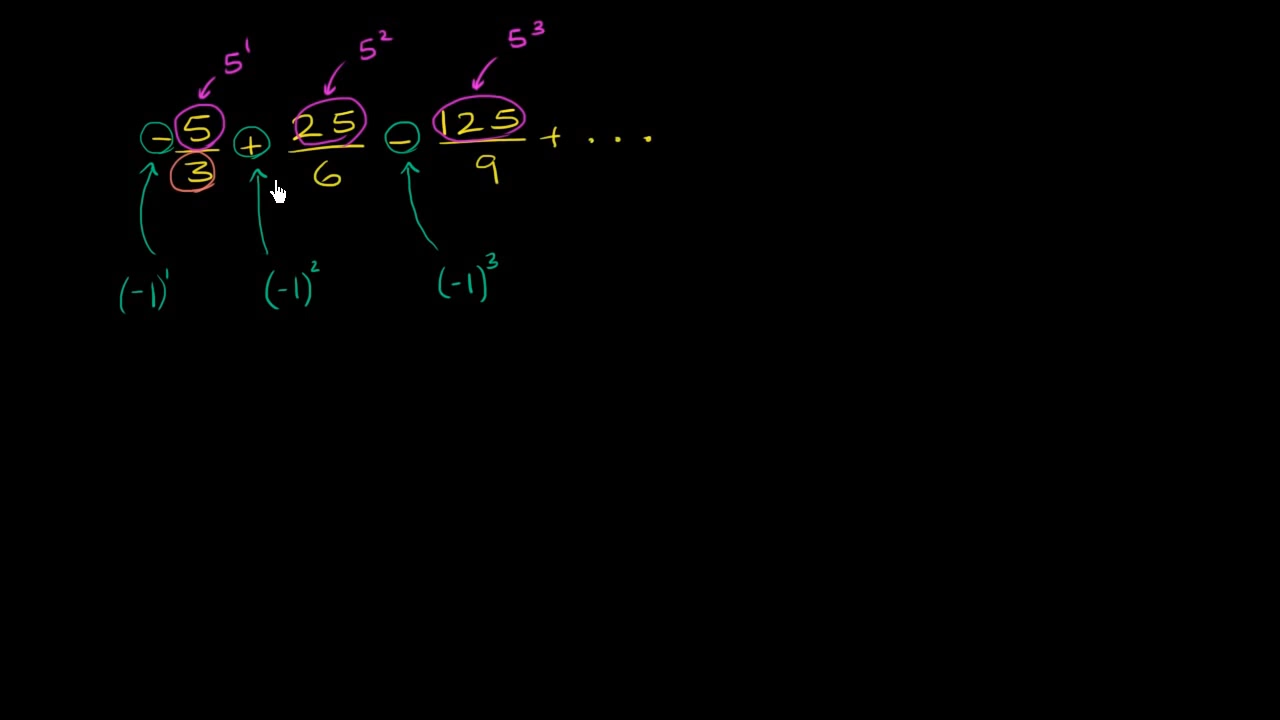 5¹ 5² 5³
- 5/3 + 25/6 - 125/9 + ...
(-1)¹ (-1)² (-1)³